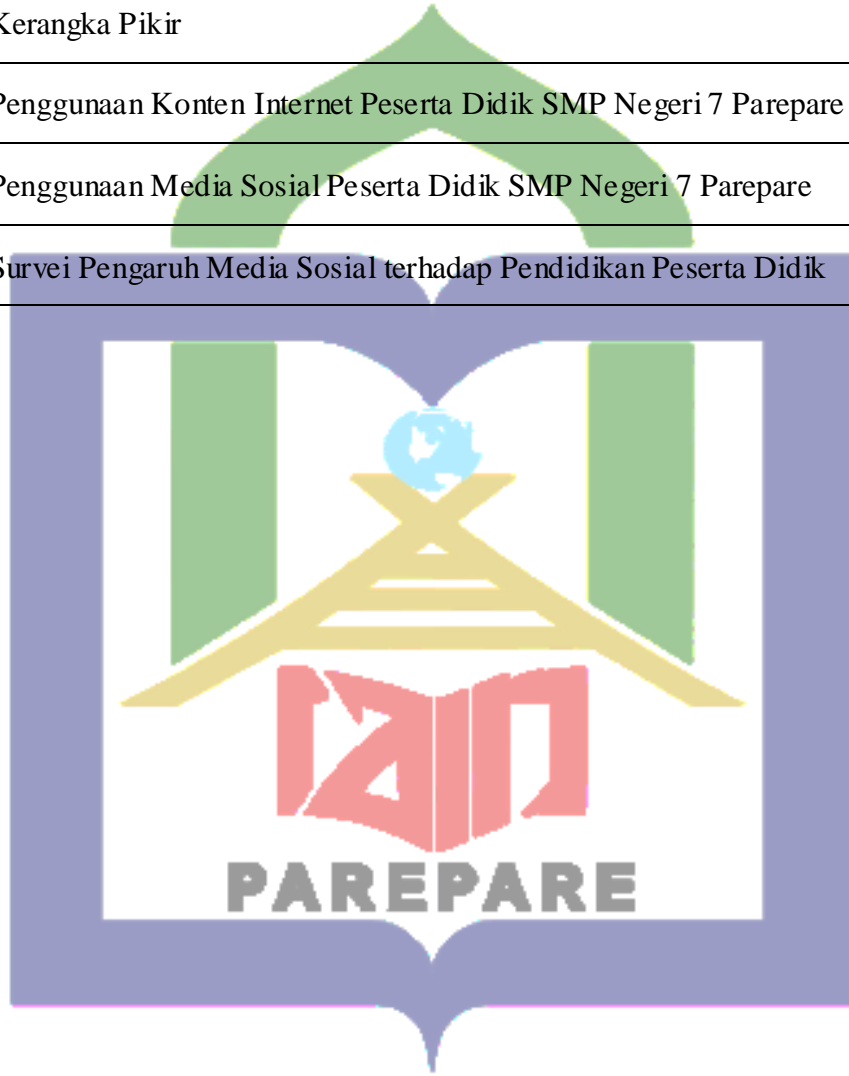 Kerangka Pikir
Penggunaan Konten Internet Peserta Didik SMP Negeri 7 Parepare
Penggunaan Media Sosial Peserta Didik SMP Negeri 7 Parepare
Survei Pengaruh Media Sosial terhadap Pendidikan Peserta Didik
iain
PAREPARE